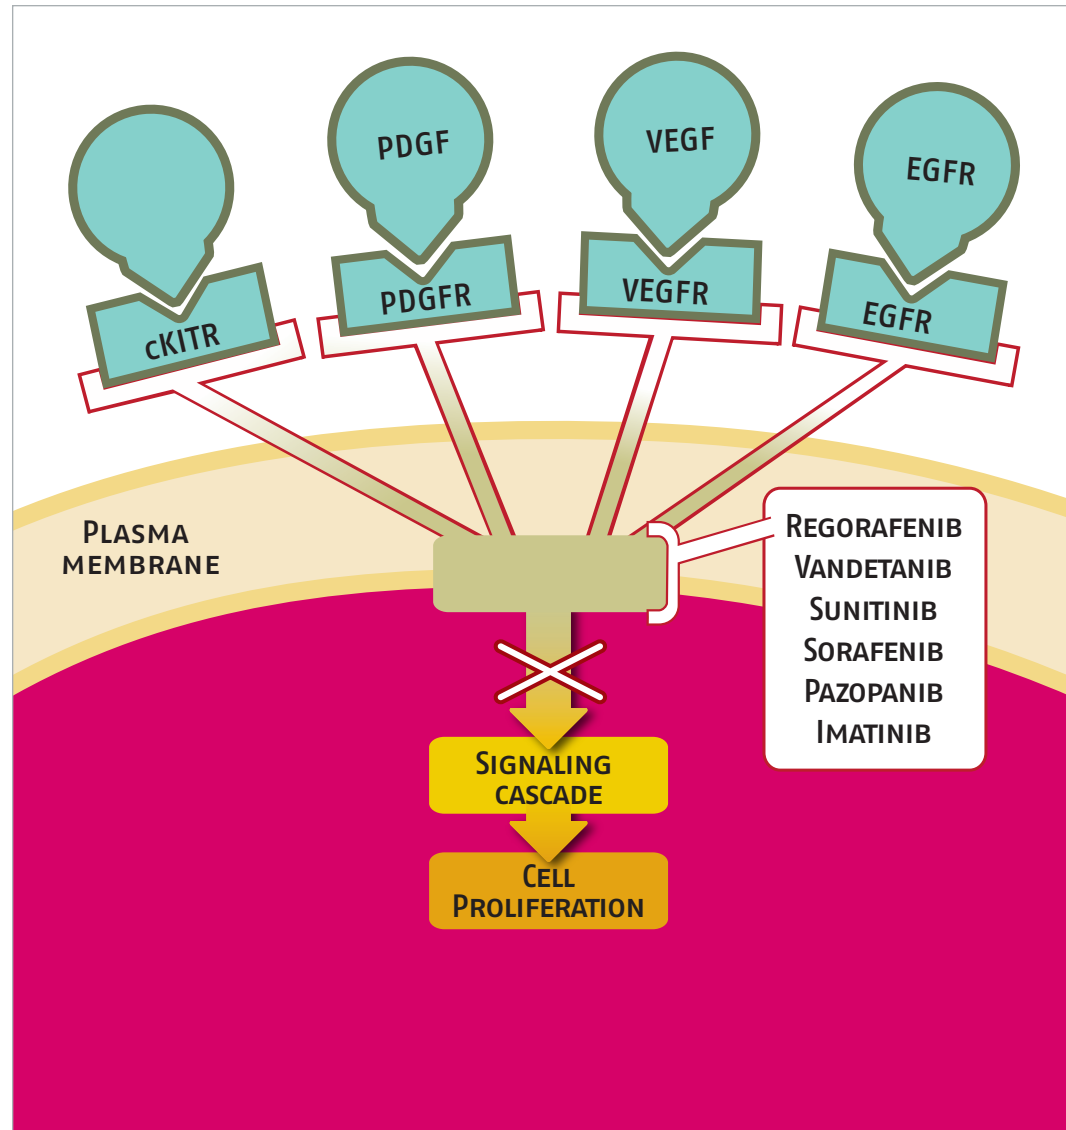 PDGF
VEGF
EGFR
cKITR
PDGFR
VEGFR
EGFR
Plasma
membrane
Regorafenib
Vandetanib
Sunitinib
Sorafenib
Pazopanib
Imatinib
Signaling
cascade
Cell
Proliferation